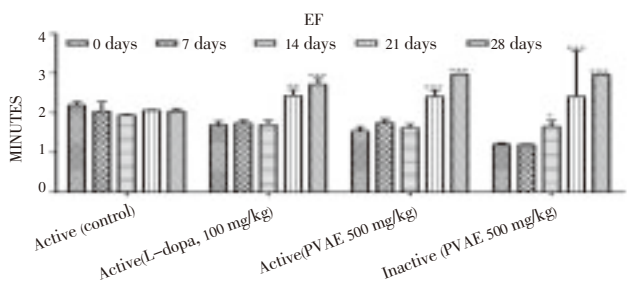 EF
0 days 7 days 14 days 21 days 28 days
MINUTES
4
3
2
1
0
Active (control)
Active(L-dopa, 100 mg/kg)
Active(PVAE 500 mg/kg)
Inactive (PVAE 500 mg/kg)